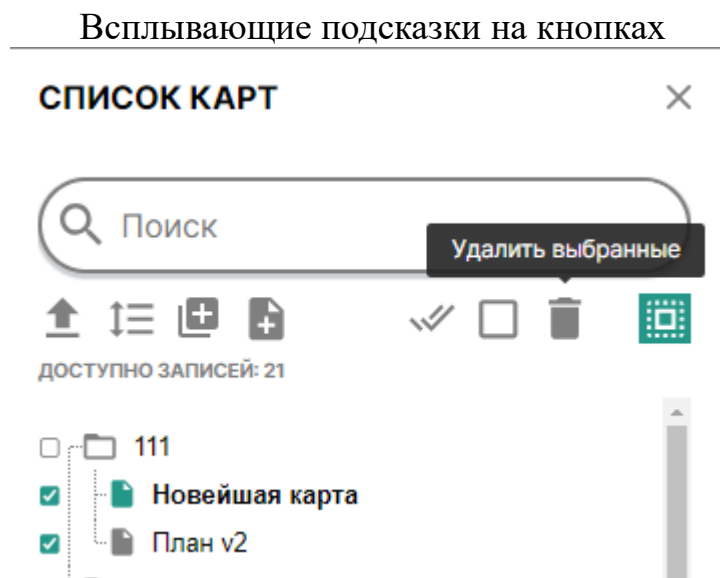 Всплывающие подсказки на кнопках
СПИСОК КАРТ
Поиск
Удалить выбранные
ДОСТУПНО ЗАПИСЕЙ: 21
111
Новейшая карта
План v2